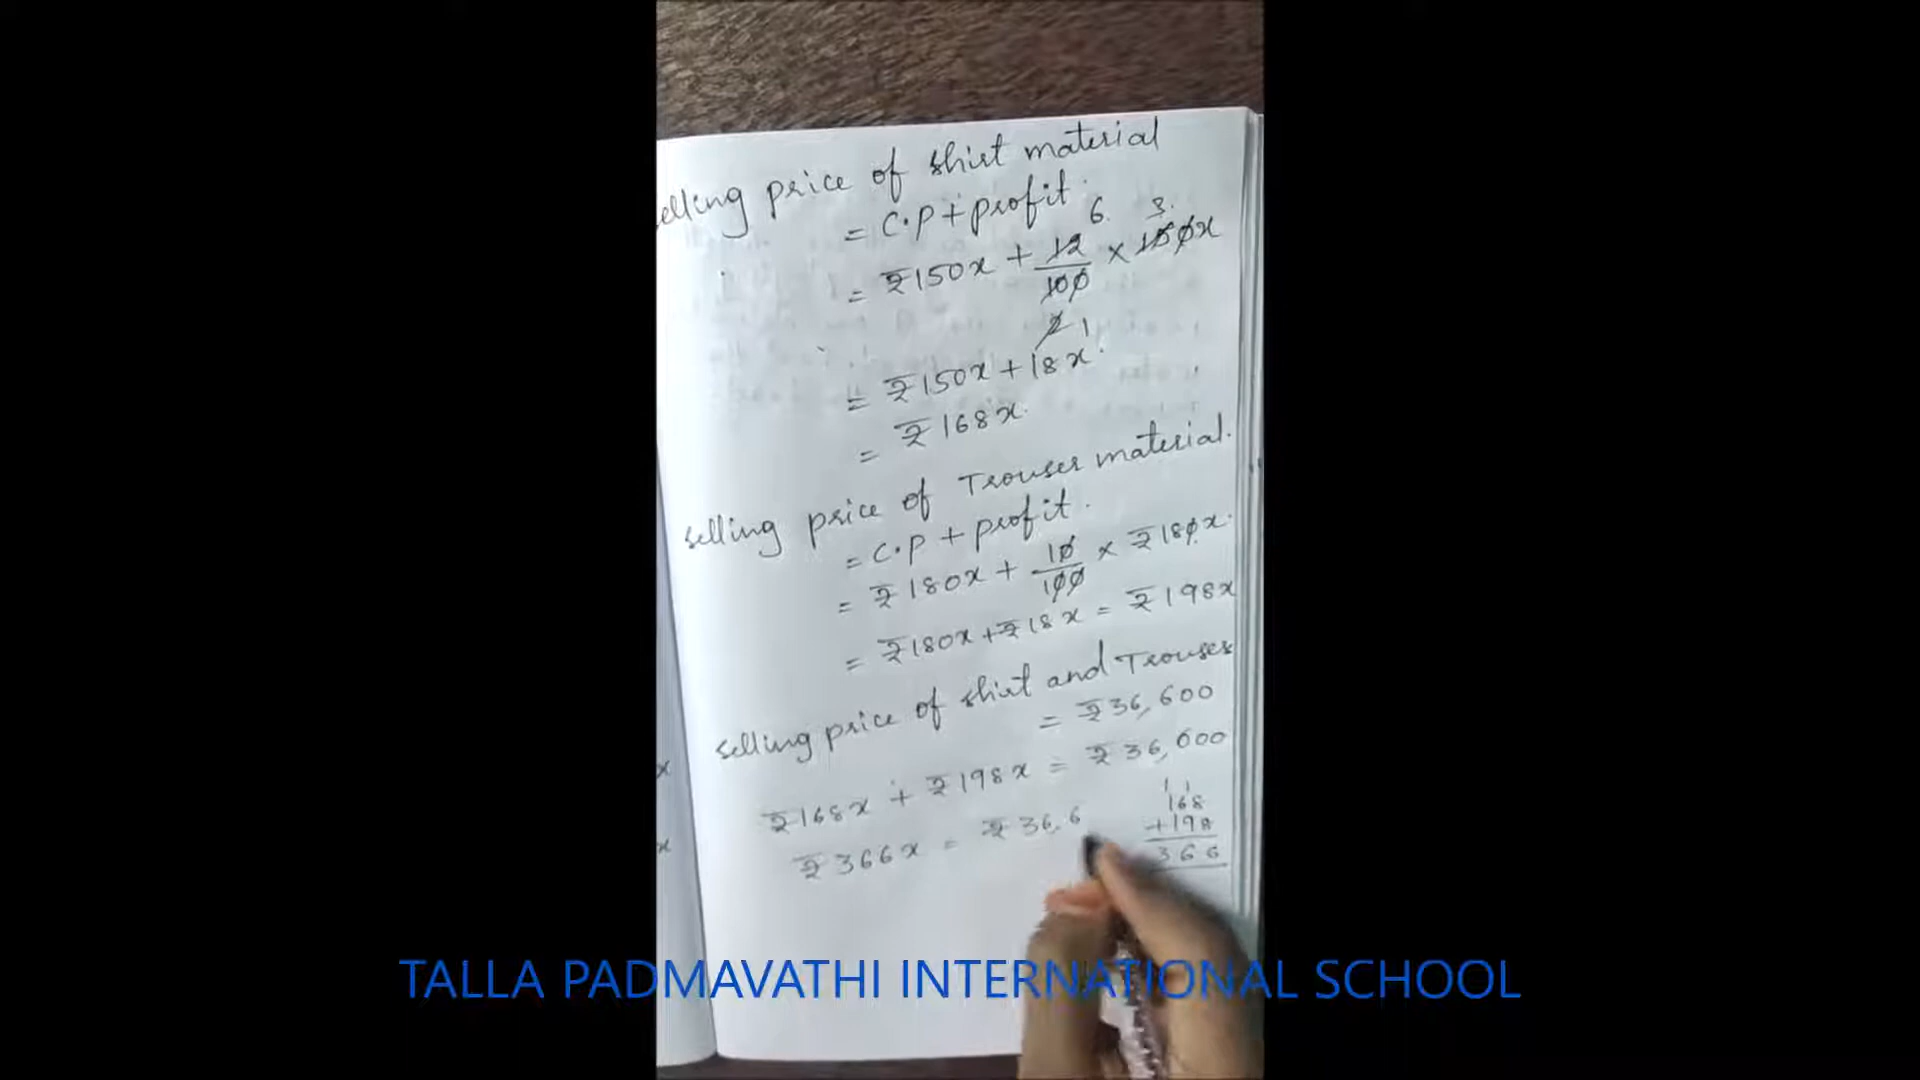 elling price of shirt material
= C.P + profit.
6. 3.
= ₹150x + 12/100 × 150x
2 1
= ₹150x + 18x.
= ₹168x.
selling price of Trouser material.
= C.P + profit.
= ₹180x + 10/100 × ₹180x.
= ₹180x + ₹18x = ₹198x
selling price of shirt and Trouser
= ₹36,600
₹168x + ₹198x = ₹36,600
1 1
168
+198
366
₹366x = ₹36,6
x
x
TALLA PADMAVATHI INTERNATIONAL SCHOOL